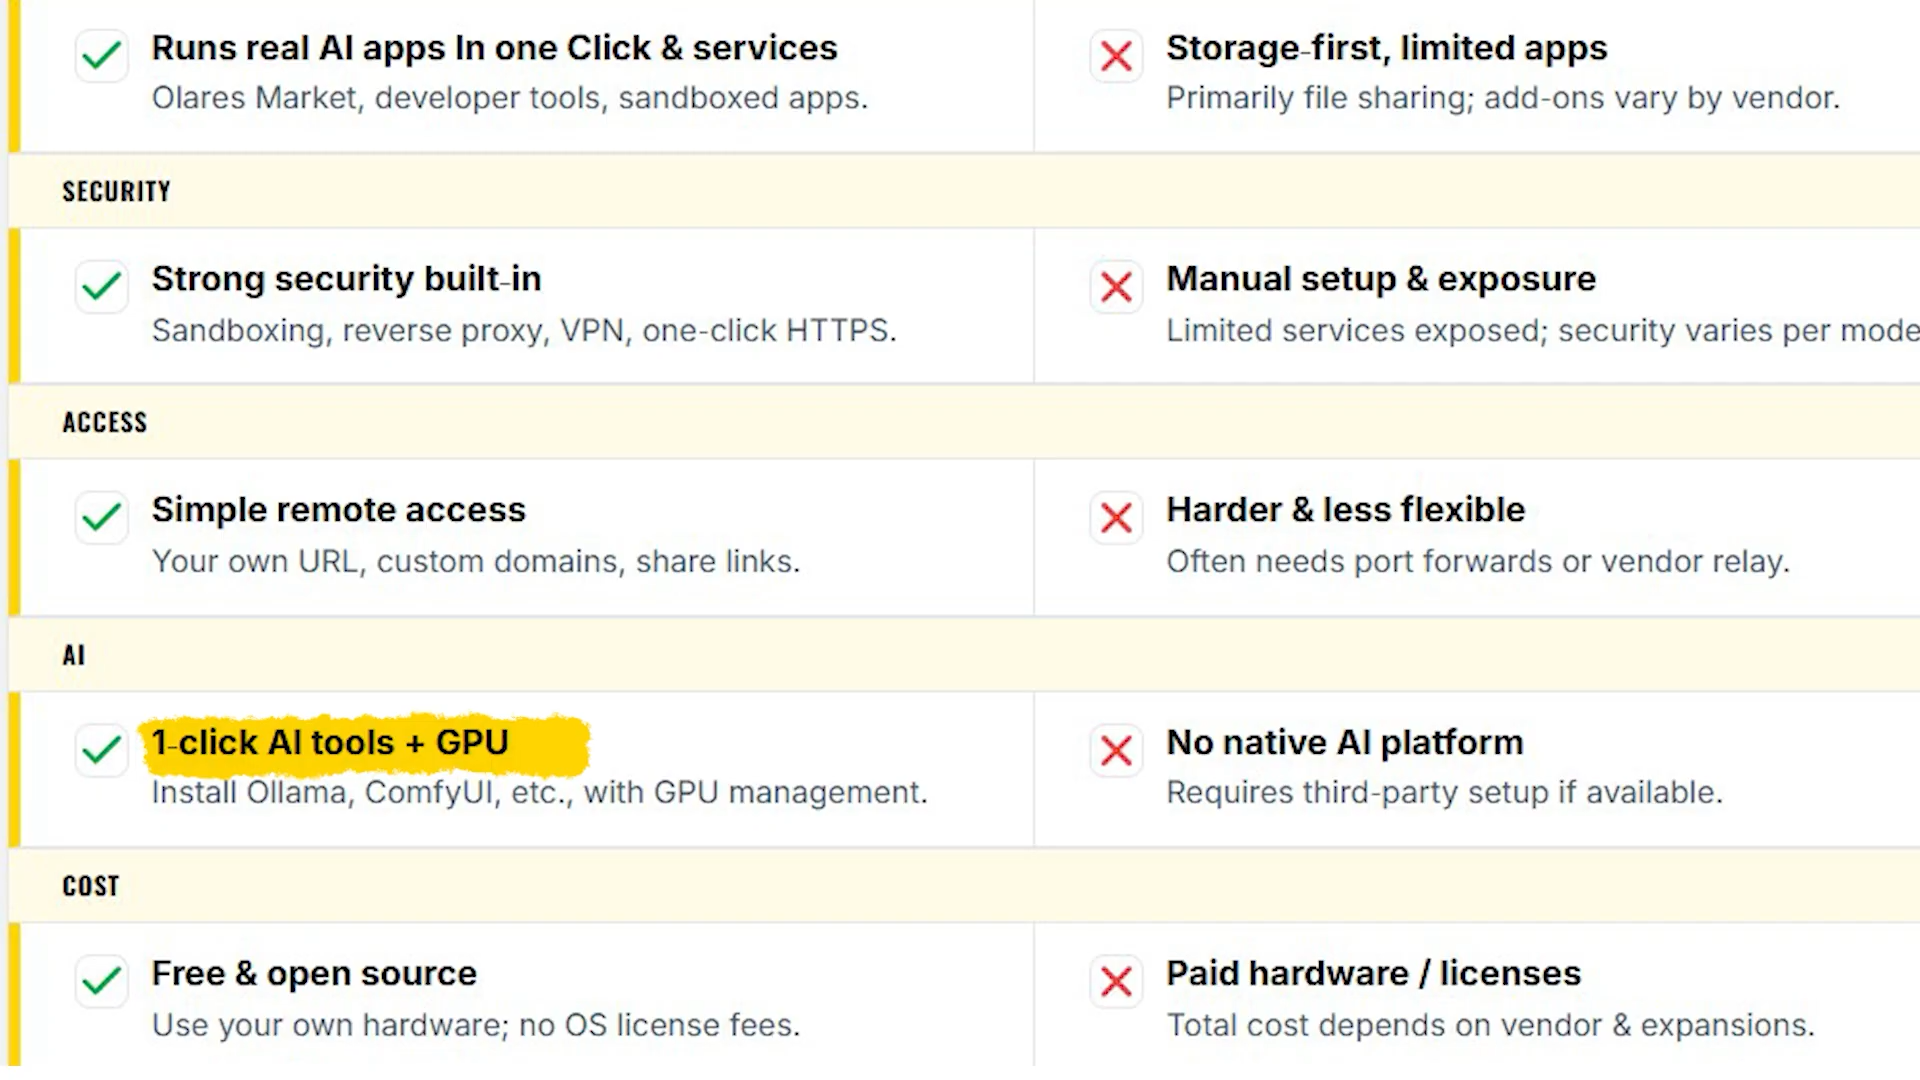 Runs real AI apps In one Click & services
Olares Market, developer tools, sandboxed apps.
Storage-first, limited apps
Primarily file sharing; add-ons vary by vendor.
SECURITY
Strong security built-in
Sandboxing, reverse proxy, VPN, one-click HTTPS.
Manual setup & exposure
Limited services exposed; security varies per mode
ACCESS
Simple remote access
Your own URL, custom domains, share links.
Harder & less flexible
Often needs port forwards or vendor relay.
AI
1-click AI tools + GPU
Install Ollama, ComfyUI, etc., with GPU management.
No native AI platform
Requires third-party setup if available.
COST
Free & open source
Use your own hardware; no OS license fees.
Paid hardware / licenses
Total cost depends on vendor & expansions.